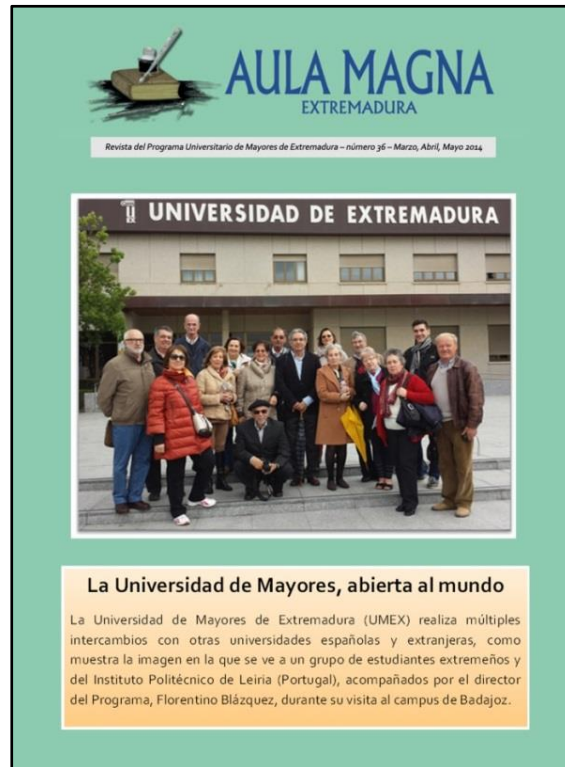 AULA MAGNA
EXTREMADURA
Revista del Programa Universitario de Mayores de Extremadura – número 36 – Marzo, Abril, Mayo 2014
UNIVERSIDAD DE EXTREMADURA
La Universidad de Mayores, abierta al mundo
La Universidad de Mayores de Extremadura (UMEX) realiza múltiples
intercambios con otras universidades españolas y extranjeras, como
muestra la imagen en la que se ve a un grupo de estudiantes extremeños y
del Instituto Politécnico de Leiria (Portugal), acompañados por el director
del Programa, Florentino Blázquez, durante su visita al campus de Badajoz.